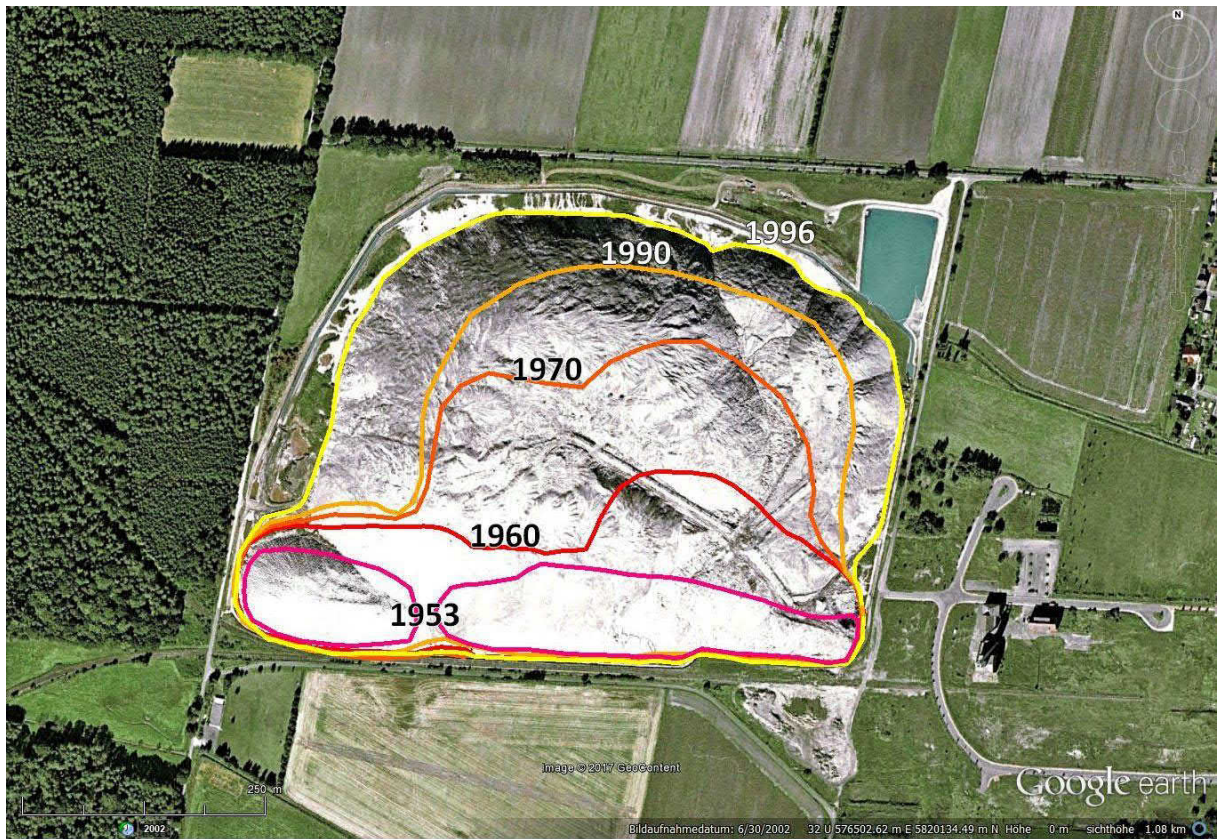 N
1996
1990
1970
1960
1953
Image © 2017 GeoContent
Google earth
250 m
2002
Bildaufnahmedatum: 6/30/2002 32 U 576502.62 m E 5820134.49 m N Höhe 0 m sichthöhe 1.08 km